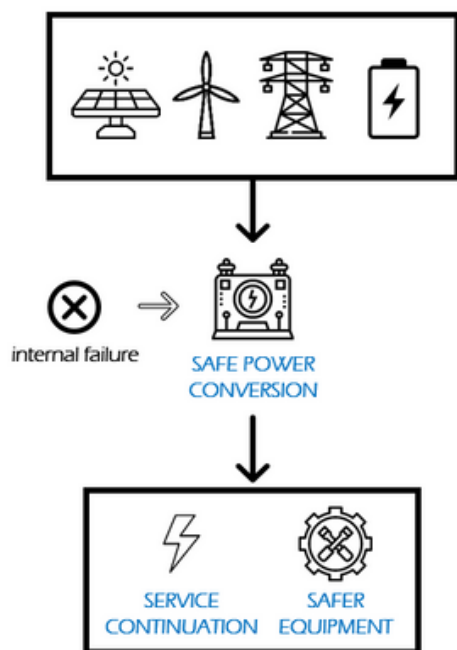 internal failure
SAFE POWER
CONVERSION
SERVICE
CONTINUATION
SAFER
EQUIPMENT